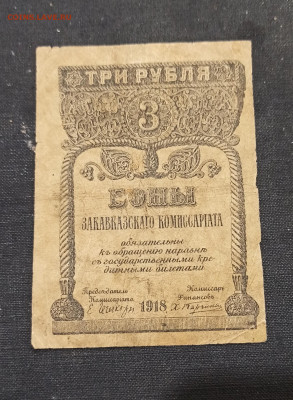 ТРИ РУБЛЯ
3
БОНЫ
ЗАКАВКАЗСКАГО КОМИССАРІАТА
обязательны
къ обращенію наравнѣ
съ государственными кре-
дитными билетами
Предсѣдатель Комиссаръ
Комиссаріата Финансовъ
1918